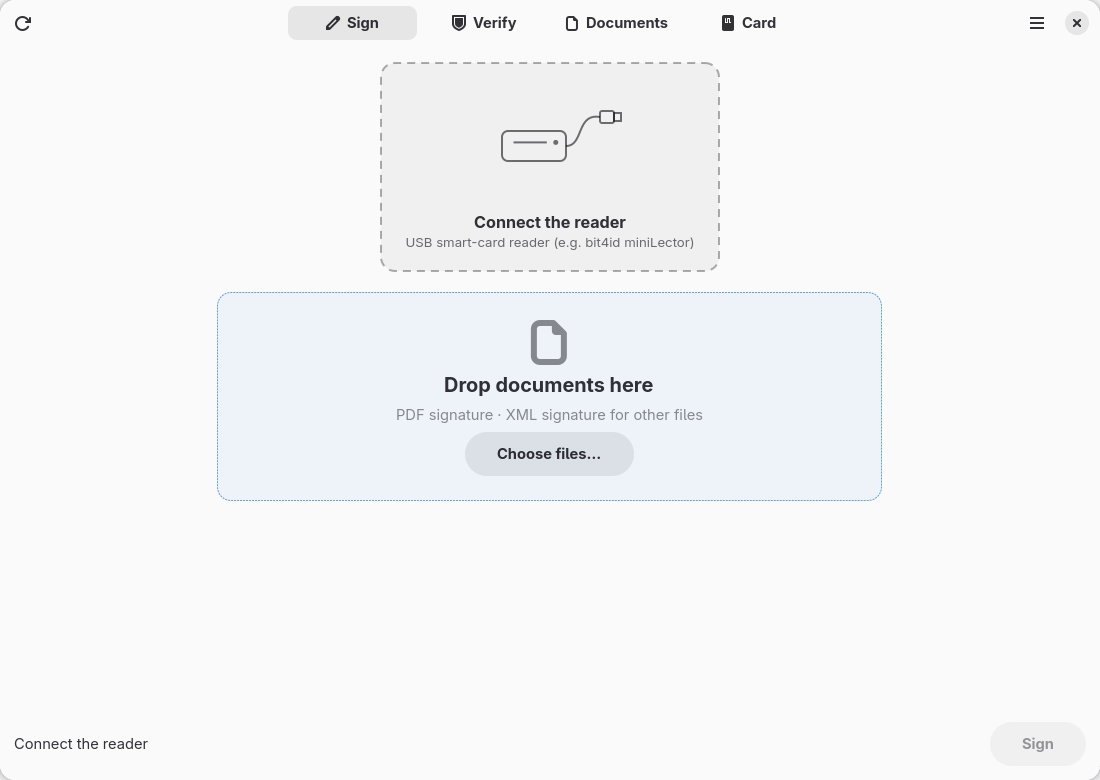 Sign
Verify
Documents
Card
Connect the reader
USB smart-card reader (e.g. bit4id miniLector)
Drop documents here
PDF signature · XML signature for other files
Choose files…
Connect the reader
Sign